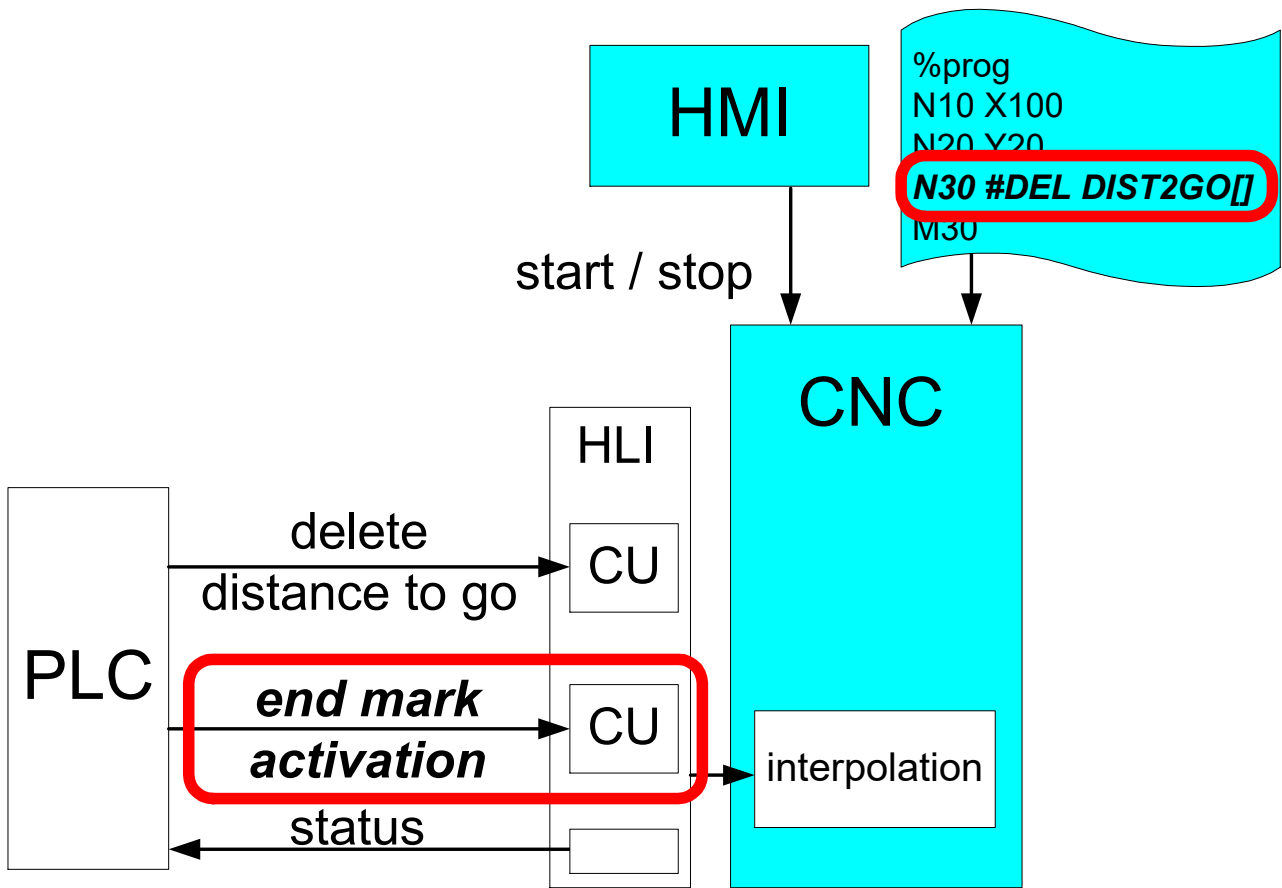 HMI
%prog
N10 X100
N20 Y20
N30 #DEL DIST2GO[]
M30
start / stop
CNC
HLI
delete
distance to go
CU
PLC
end mark
activation
CU
interpolation
status